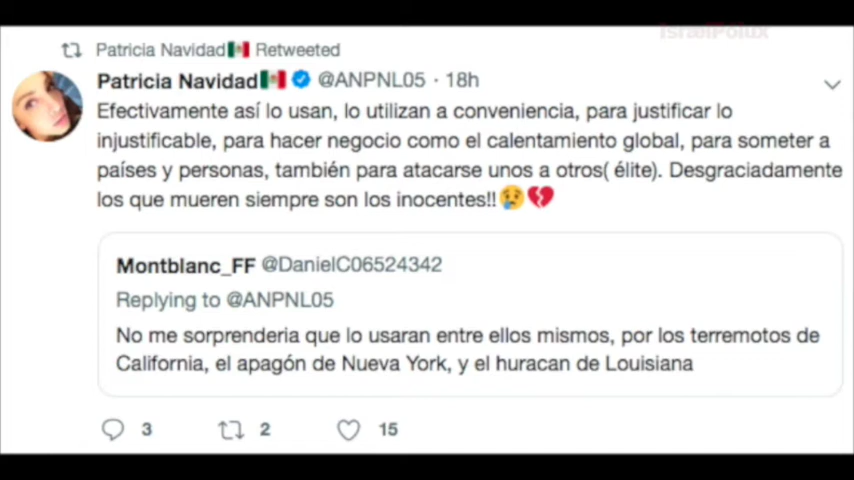 IsraelPolux
Patricia Navidad🇲🇽 Retweeted
Patricia Navidad🇲🇽 @ANPNL05 · 18h
Efectivamente así lo usan, lo utilizan a conveniencia, para justificar lo
injustificable, para hacer negocio como el calentamiento global, para someter a
países y personas, también para atacarse unos a otros( élite). Desgraciadamente
los que mueren siempre son los inocentes!!😢💔
Montblanc_FF @DanielC06524342
Replying to @ANPNL05
No me sorprenderia que lo usaran entre ellos mismos, por los terremotos de
California, el apagón de Nueva York, y el huracan de Louisiana
3 2 15